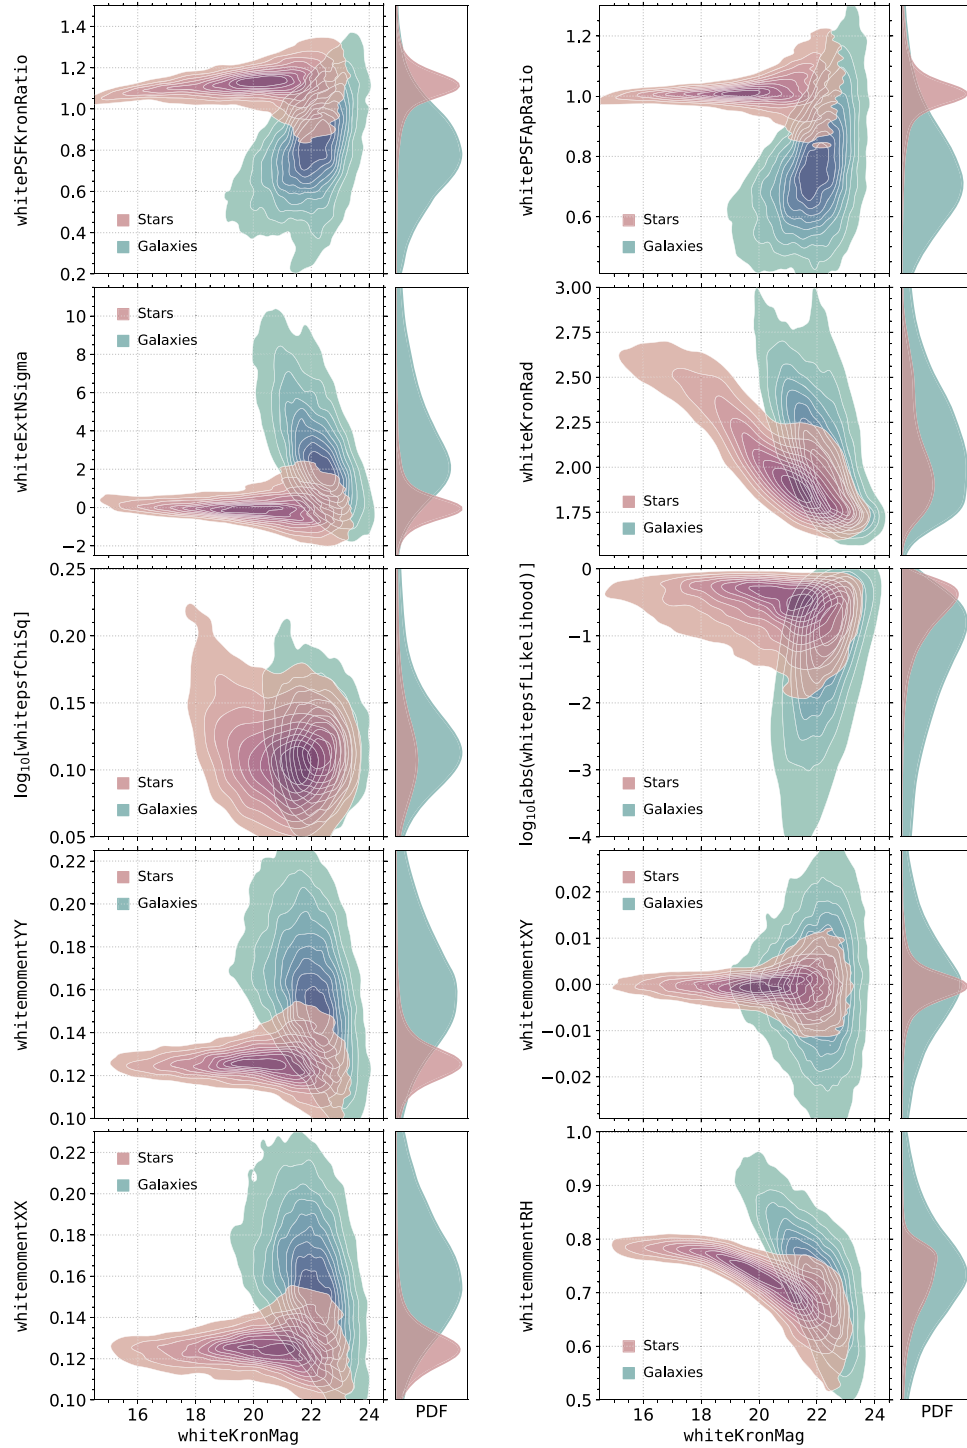 whitePSFKronRatio
1.4
1.2
1.0
0.8
0.6
0.4
0.2
Stars
Galaxies
whitePSFApRatio
1.2
1.0
0.8
0.6
Stars
Galaxies
whiteExtNSigma
10
8
6
4
2
0
−2
Stars
Galaxies
whiteKronRad
3.00
2.75
2.50
2.25
2.00
1.75
Stars
Galaxies
log₁₀[whitepsfChiSq]
0.25
0.20
0.15
0.10
0.05
Stars
Galaxies
log₁₀[abs(whitepsfLikelihood)]
0
−1
−2
−3
−4
Stars
Galaxies
whitemomentYY
0.22
0.20
0.18
0.16
0.14
0.12
0.10
Stars
Galaxies
whitemomentXY
0.02
0.01
0.00
−0.01
−0.02
Stars
Galaxies
whitemomentXX
0.22
0.20
0.18
0.16
0.14
0.12
0.10
Stars
Galaxies
16 18 20 22 24
whiteKronMag
PDF
whitemomentRH
1.0
0.9
0.8
0.7
0.6
0.5
Stars
Galaxies
16 18 20 22 24
whiteKronMag
PDF